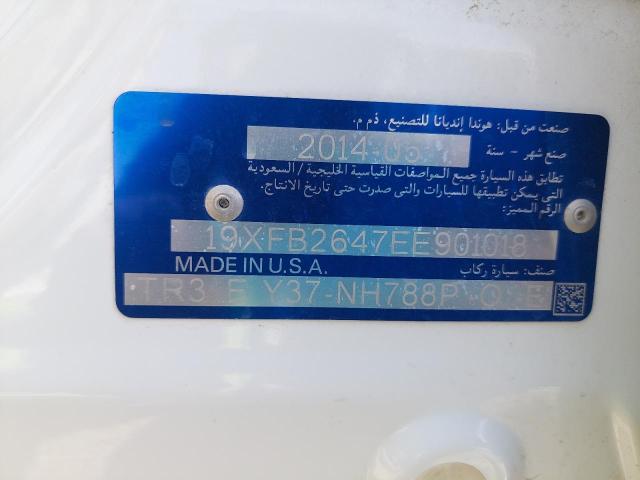 صنعت من قبل: هوندا إنديانا للتصنيع، ذ م م.
صنع شهر - سنة 2014-05
تطابق هذه السيارة جميع المواصفات القياسية الخليجية/السعودية
التي يمكن تطبيقها للسيارات والتي صدرت حتى تاريخ الانتاج.
الرقم المميز:
19XFB2647EE901018
MADE IN U.S.A. صنف: سيارة ركاب
TR3 E Y37-NH788P